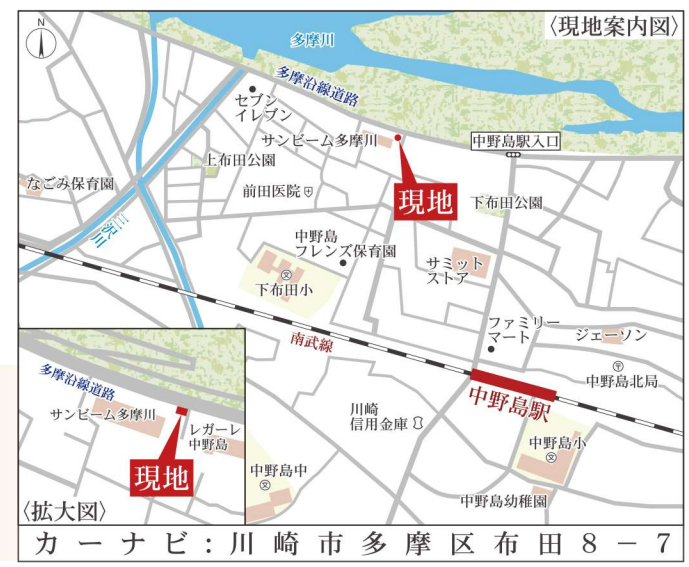 〈現地案内図〉
N
多摩川
多摩沿線道路
セブン
イレブン
サンビーム多摩川
中野島駅入口
上布田公園
なごみ保育園
前田医院
現地
下布田公園
三沢川
中野島
フレンズ保育園
サミット
ストア
下布田小
文
南武線
ファミリー
マート
ジェーソン
中野島北局
中野島駅
川崎
信用金庫
中野島小
文
中野島中
文
中野島幼稚園
多摩沿線道路
サンビーム多摩川
レガーレ
中野島
現地
〈拡大図〉
カーナビ:川崎市多摩区布田8−7